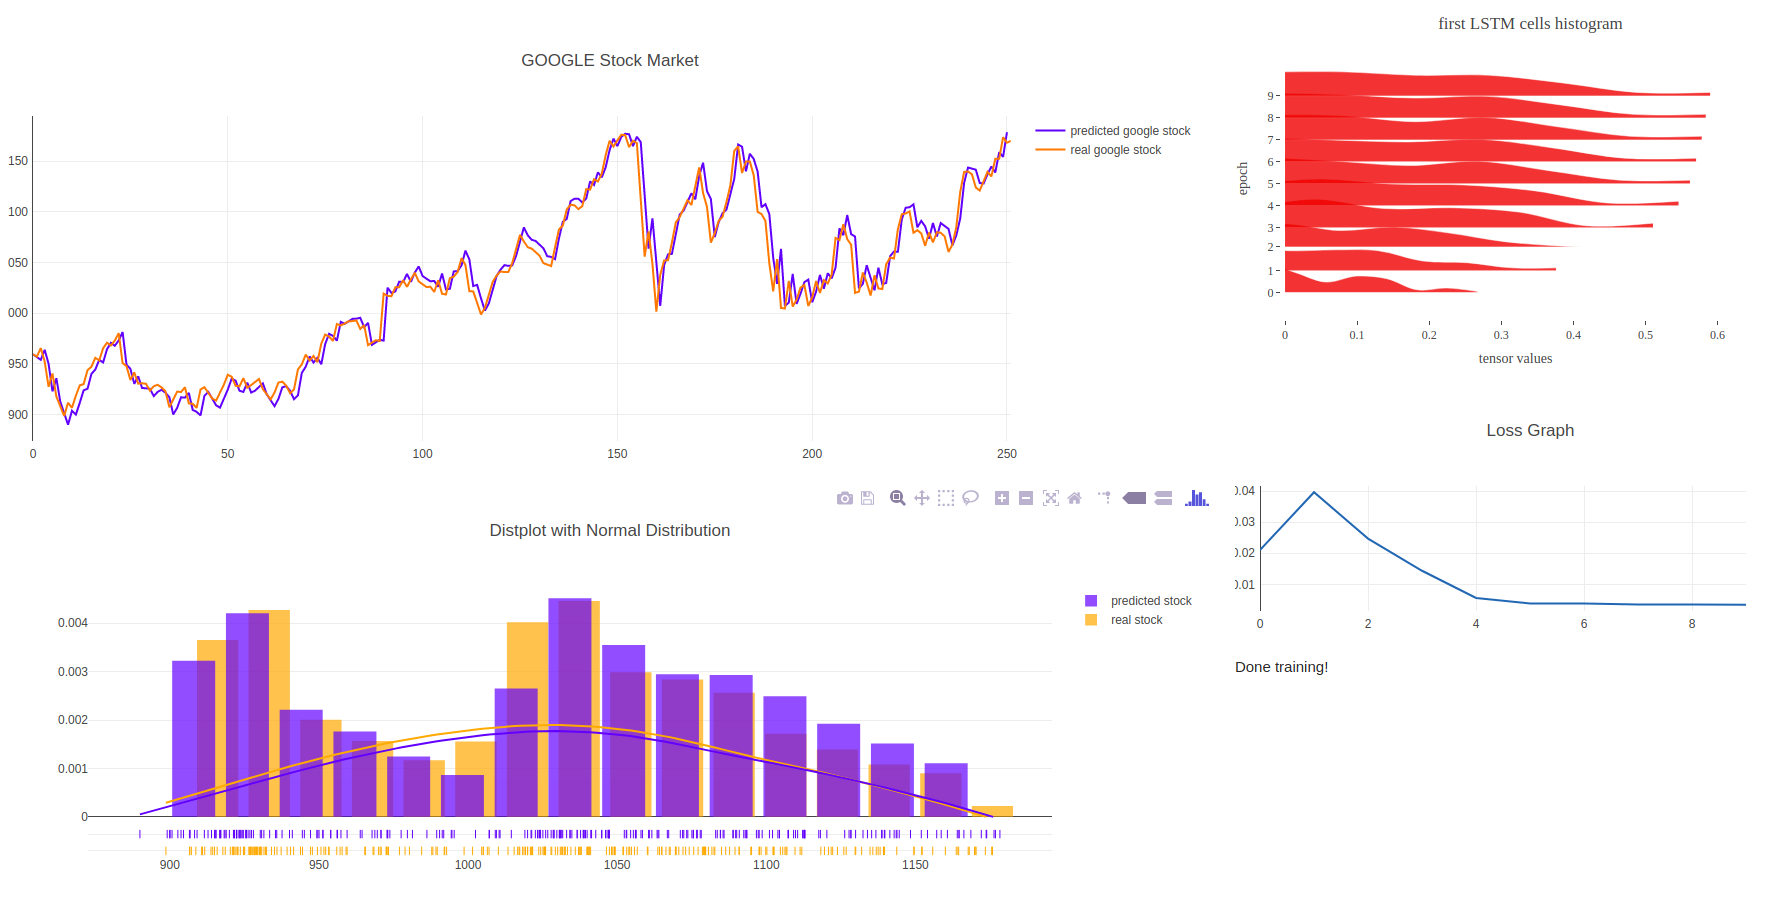 first LSTM cells histogram
GOOGLE Stock Market
predicted google stock
real google stock
150
100
050
000
950
900
0 50 100 150 200 250
epoch
9
8
7
6
5
4
3
2
1
0
0 0.1 0.2 0.3 0.4 0.5 0.6
tensor values
Loss Graph
0.04
0.03
0.02
0.01
0 2 4 6 8
Done training!
Distplot with Normal Distribution
predicted stock
real stock
0.004
0.003
0.002
0.001
0
900 950 1000 1050 1100 1150